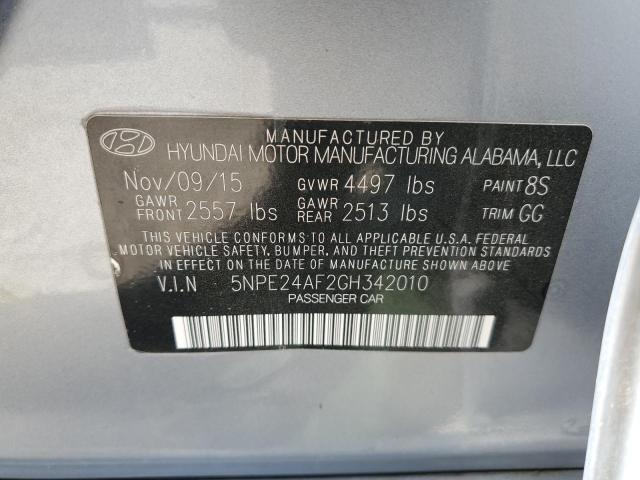 MANUFACTURED BY
HYUNDAI MOTOR MANUFACTURING ALABAMA, LLC
Nov/09/15 GVWR 4497 lbs PAINT 8S
GAWR FRONT 2557 lbs GAWR REAR 2513 lbs TRIM GG
THIS VEHICLE CONFORMS TO ALL APPLICABLE U.S.A. FEDERAL
MOTOR VEHICLE SAFETY, BUMPER, AND THEFT PREVENTION STANDARDS
IN EFFECT ON THE DATE OF MANUFACTURE SHOWN ABOVE
V.I.N 5NPE24AF2GH342010
PASSENGER CAR